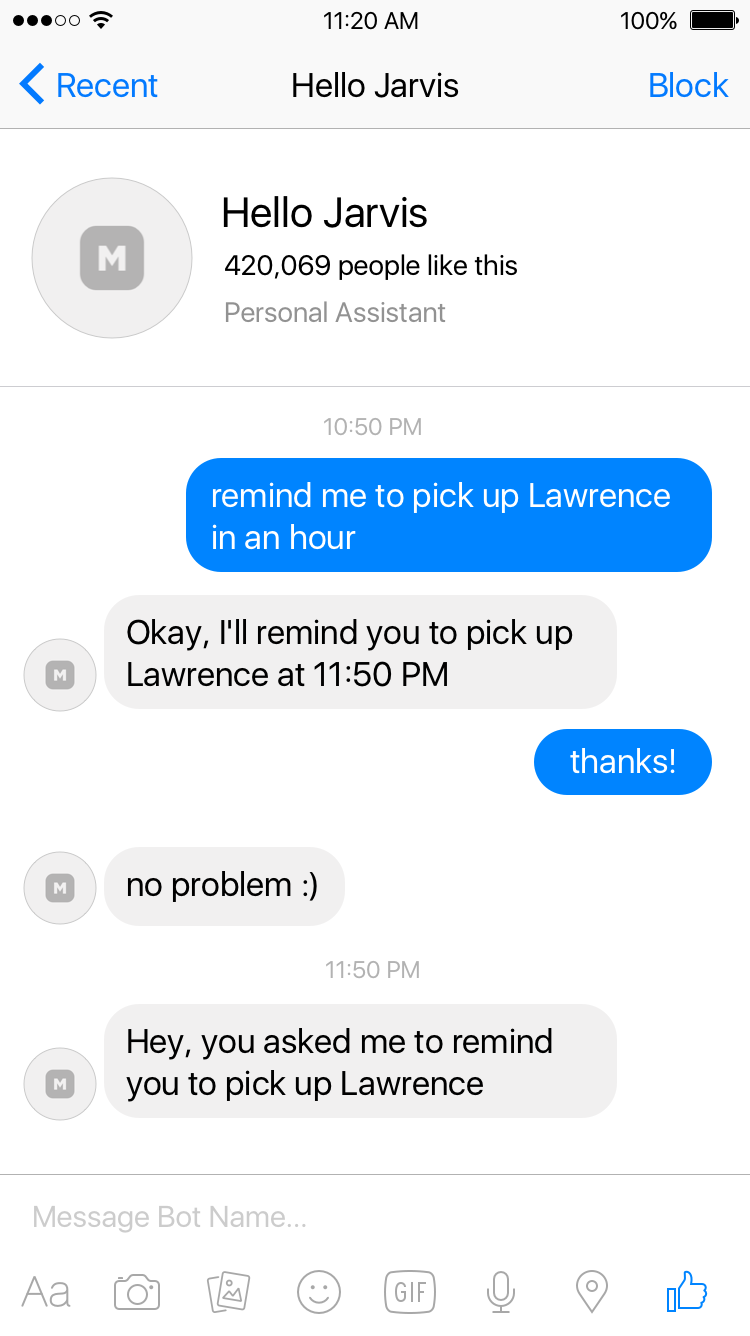 11:20 AM 100%
Recent Hello Jarvis Block
M
Hello Jarvis
420,069 people like this
Personal Assistant
10:50 PM
remind me to pick up Lawrence
in an hour
Okay, I'll remind you to pick up
Lawrence at 11:50 PM
M
thanks!
M
no problem :)
11:50 PM
Hey, you asked me to remind
you to pick up Lawrence
M
Message Bot Name...
Aa GIF